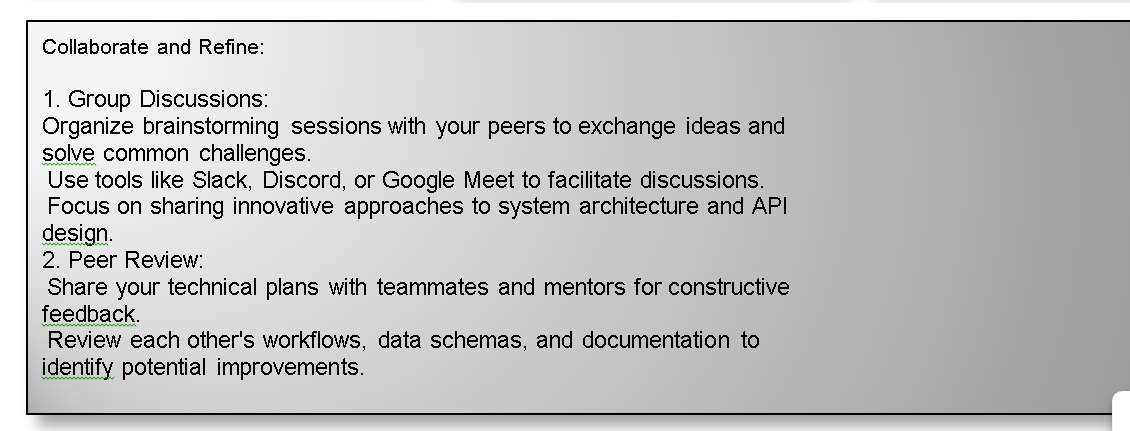 Collaborate and Refine:
1. Group Discussions:
Organize brainstorming sessions with your peers to exchange ideas and
solve common challenges.
Use tools like Slack, Discord, or Google Meet to facilitate discussions.
Focus on sharing innovative approaches to system architecture and API
design.
2. Peer Review:
Share your technical plans with teammates and mentors for constructive
feedback.
Review each other's workflows, data schemas, and documentation to
identify potential improvements.